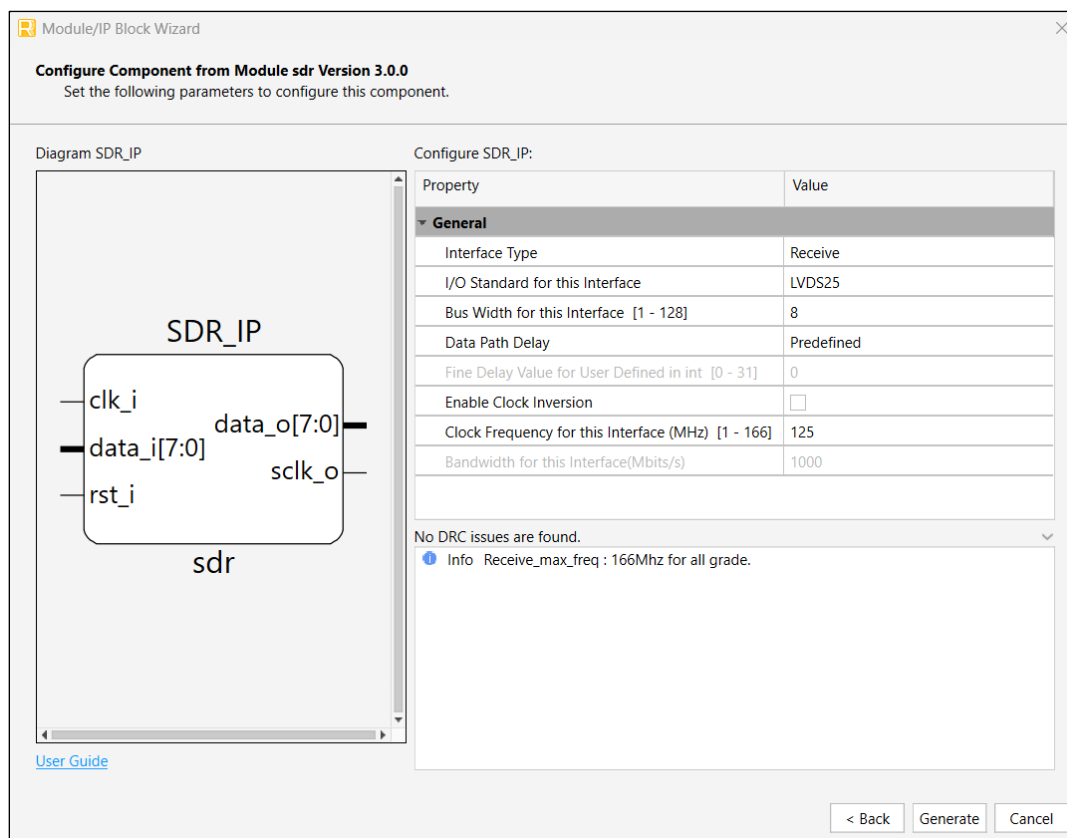 Module/IP Block Wizard
Configure Component from Module sdr Version 3.0.0
Set the following parameters to configure this component.
Diagram SDR_IP
SDR_IP
clk_i
data_i[7:0]
rst_i
data_o[7:0]
sclk_o
sdr
User Guide
Configure SDR_IP:
Property Value
General
Interface Type Receive
I/O Standard for this Interface LVDS25
Bus Width for this Interface [1 - 128] 8
Data Path Delay Predefined
Fine Delay Value for User Defined in int [0 - 31] 0
Enable Clock Inversion
Clock Frequency for this Interface (MHz) [1 - 166] 125
Bandwidth for this Interface(Mbits/s) 1000
No DRC issues are found.
Info Receive_max_freq : 166Mhz for all grade.
< Back Generate Cancel